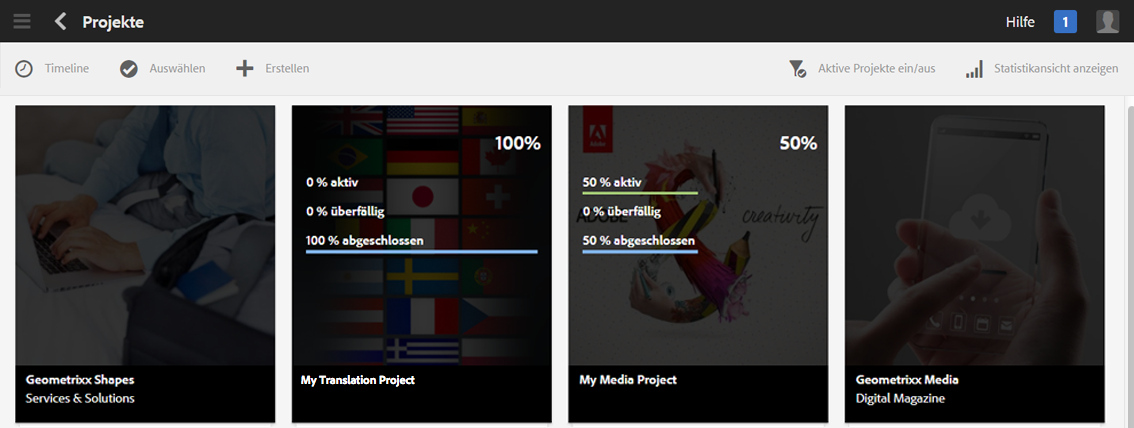 Projekte
Hilfe
1
Timeline
Auswählen
Erstellen
Aktive Projekte ein/aus
Statistikansicht anzeigen
100%
0 % aktiv
0 % überfällig
100 % abgeschlossen
My Translation Project
Adobe
50%
50 % aktiv
0 % überfällig
ADOBE
creativity
50 % abgeschlossen
My Media Project
Geometrixx Shapes
Services & Solutions
Geometrixx Media
Digital Magazine